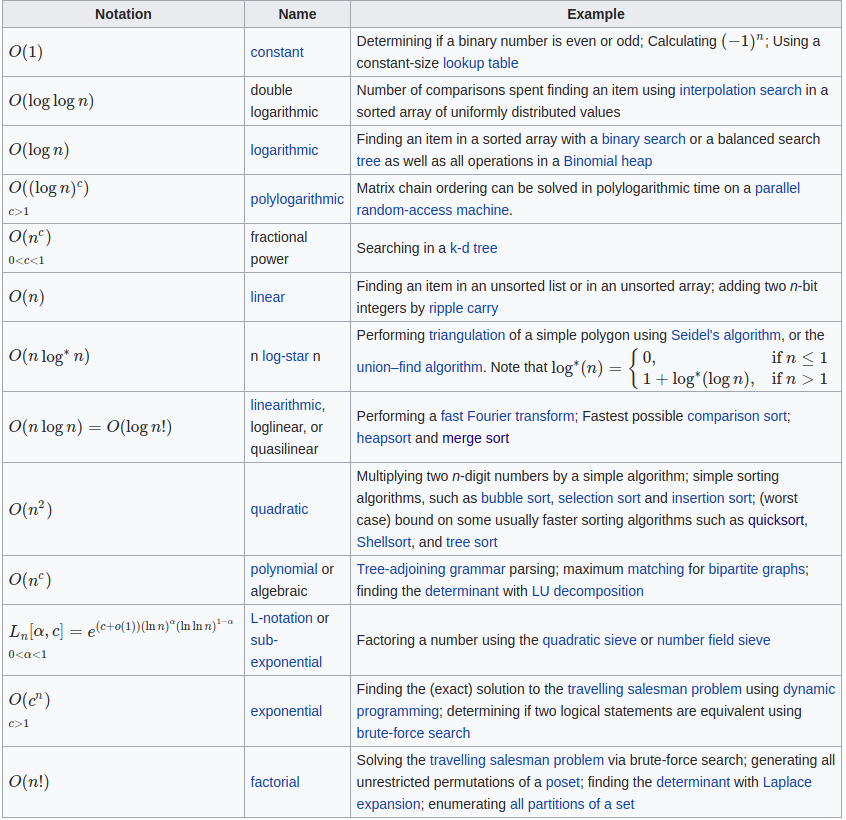 Notation Name Example
O(1) constant Determining if a binary number is even or odd; Calculating (−1)ⁿ; Using a
constant-size lookup table
O(log log n) double
logarithmic Number of comparisons spent finding an item using interpolation search in a
sorted array of uniformly distributed values
O(log n) logarithmic Finding an item in a sorted array with a binary search or a balanced search
tree as well as all operations in a Binomial heap
O((log n)ᶜ)
c>1
polylogarithmic Matrix chain ordering can be solved in polylogarithmic time on a parallel
random-access machine.
O(nᶜ)
0<c<1
fractional
power
Searching in a k-d tree
O(n) linear Finding an item in an unsorted list or in an unsorted array; adding two n-bit
integers by ripple carry
O(n log* n) n log-star n Performing triangulation of a simple polygon using Seidel's algorithm, or the
union–find algorithm. Note that log*(n) = { 0, if n ≤ 1
1 + log*(log n), if n > 1
O(n log n) = O(log n!)
linearithmic,
loglinear, or
quasilinear
Performing a fast Fourier transform; Fastest possible comparison sort;
heapsort and merge sort
O(n²) quadratic
Multiplying two n-digit numbers by a simple algorithm; simple sorting
algorithms, such as bubble sort, selection sort and insertion sort; (worst
case) bound on some usually faster sorting algorithms such as quicksort,
Shellsort, and tree sort
O(nᶜ)
polynomial or
algebraic
Tree-adjoining grammar parsing; maximum matching for bipartite graphs;
finding the determinant with LU decomposition
Lₙ[α, c] = e^{(c+o(1))(ln n)^α(ln ln n)^{1−α}}
0<α<1
L-notation or
sub-
exponential
Factoring a number using the quadratic sieve or number field sieve
O(cⁿ)
c>1
exponential
Finding the (exact) solution to the travelling salesman problem using dynamic
programming; determining if two logical statements are equivalent using
brute-force search
O(n!) factorial
Solving the travelling salesman problem via brute-force search; generating all
unrestricted permutations of a poset; finding the determinant with Laplace
expansion; enumerating all partitions of a set